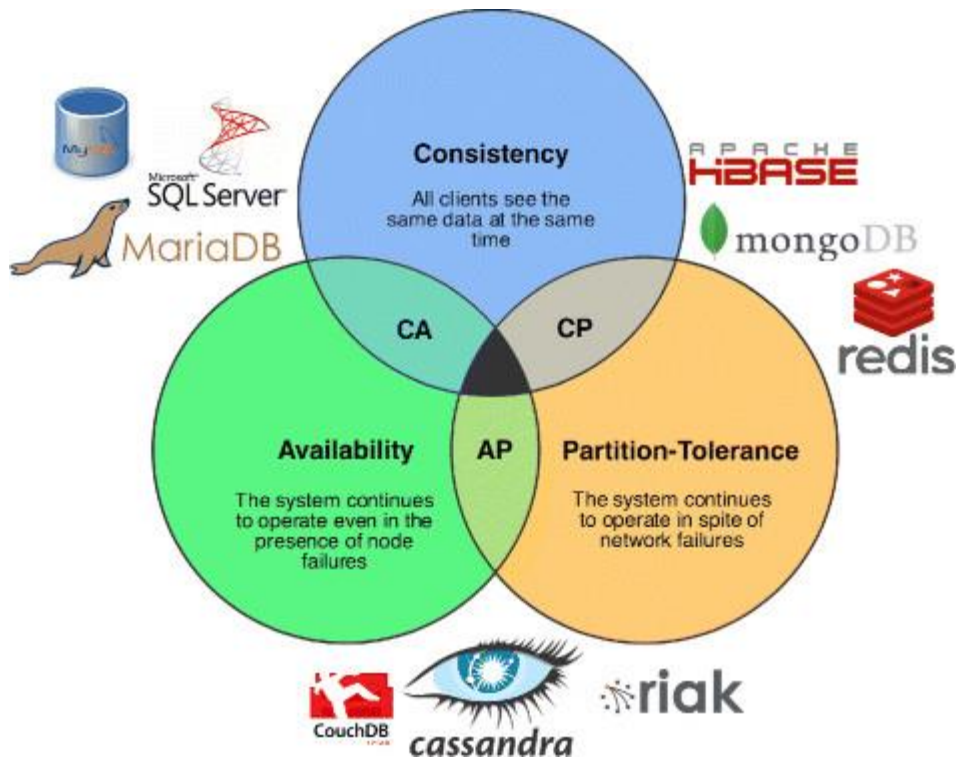 Consistency
All clients see the
same data at the same
time
MySQL
Microsoft
SQL Server
MariaDB
APACHE
HBASE
mongoDB
redis
CA
CP
AP
Availability
The system continues
to operate even in the
presence of node
failures
Partition-Tolerance
The system continues
to operate in spite of
network failures
CouchDB
cassandra
riak